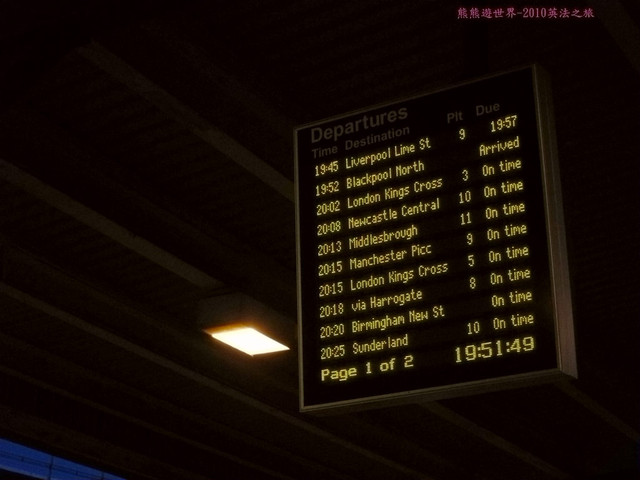 熊熊遊世界-2010英法之旅
Departures
Time Destination Plt Due
19:45 Liverpool Lime St 9 19:57
19:52 Blackpool North Arrived
20:02 London Kings Cross 3 On time
20:08 Newcastle Central 10 On time
20:13 Middlesbrough 11 On time
20:15 Manchester Picc 9 On time
20:15 London Kings Cross 5 On time
20:18 via Harrogate 8 On time
20:20 Birmingham New St On time
20:25 Sunderland 10 On time
Page 1 of 2 19:51:49